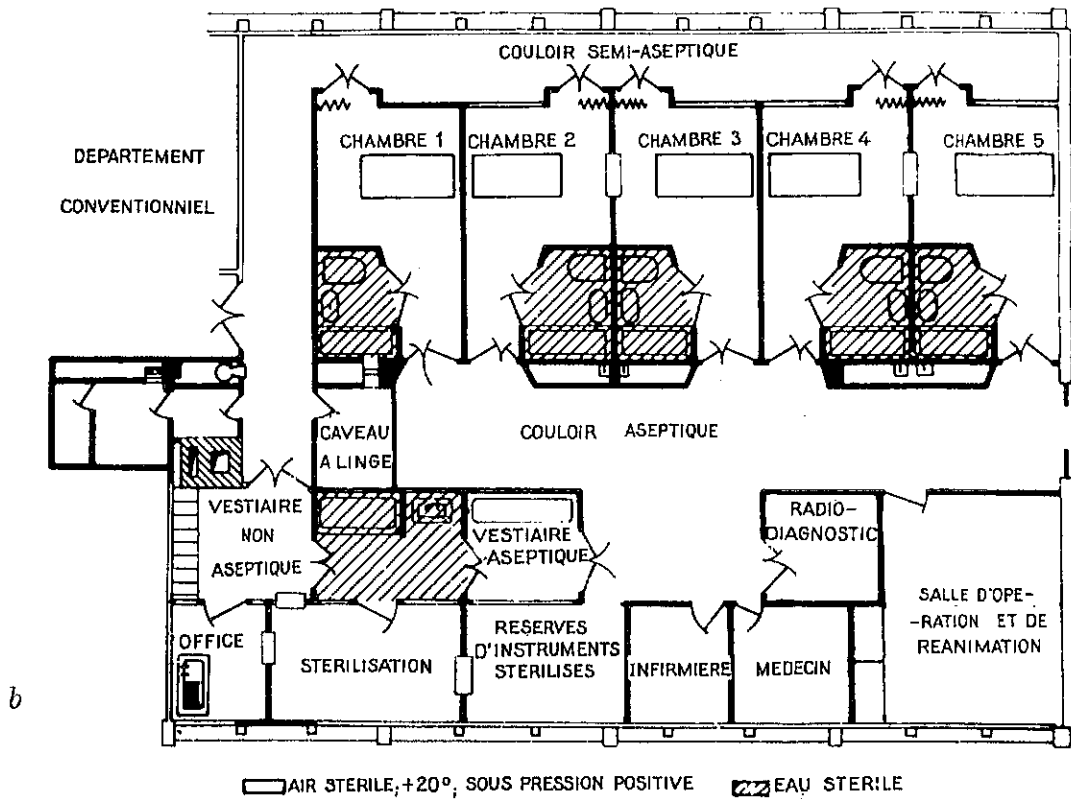 COULOIR SEMI-ASEPTIQUE
DEPARTEMENT
CONVENTIONNIEL
CHAMBRE 1
CHAMBRE 2
CHAMBRE 3
CHAMBRE 4
CHAMBRE 5
CAVEAU
A LINGE
COULOIR ASEPTIQUE
VESTIAIRE
NON
ASEPTIQUE
VESTIAIRE
ASEPTIQUE
RADIO-
-DIAGNOSTIC
SALLE D'OPE-
-RATION ET DE
REANIMATION
OFFICE
STERILISATION
RESERVES
D'INSTRUMENTS
STERILISES
INFIRMIERE
MEDECIN
b
AIR STERILE, +20°, SOUS PRESSION POSITIVE
EAU STERILE